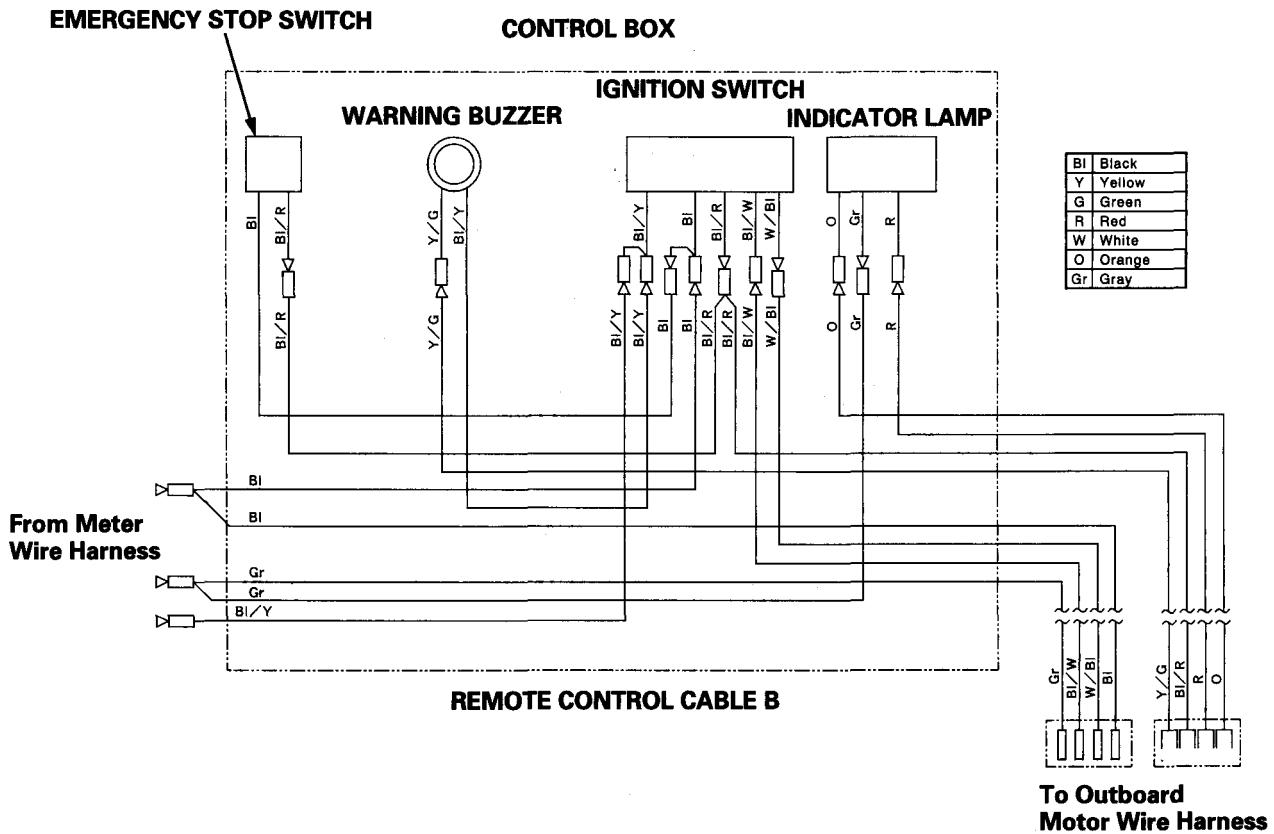 EMERGENCY STOP SWITCH
CONTROL BOX
IGNITION SWITCH
WARNING BUZZER
INDICATOR LAMP
Bl Black
Y Yellow
G Green
R Red
W White
O Orange
Gr Gray
Bl
Bl/R
Y/G
Bl/Y
Bl/Y
Bl
Bl/R
Bl/W
W/Bl
O
Gr
R
Bl/R
Y/G
Bl/Y
Bl/Y
Bl
Bl
Bl/R
Bl/R
Bl/W
W/Bl
O
Gr
R
Bl
From Meter
Wire Harness
Bl
Gr
Gr
Bl/Y
Gr
Bl/W
W/Bl
Bl
Y/G
Bl/R
R
O
REMOTE CONTROL CABLE B
To Outboard
Motor Wire Harness